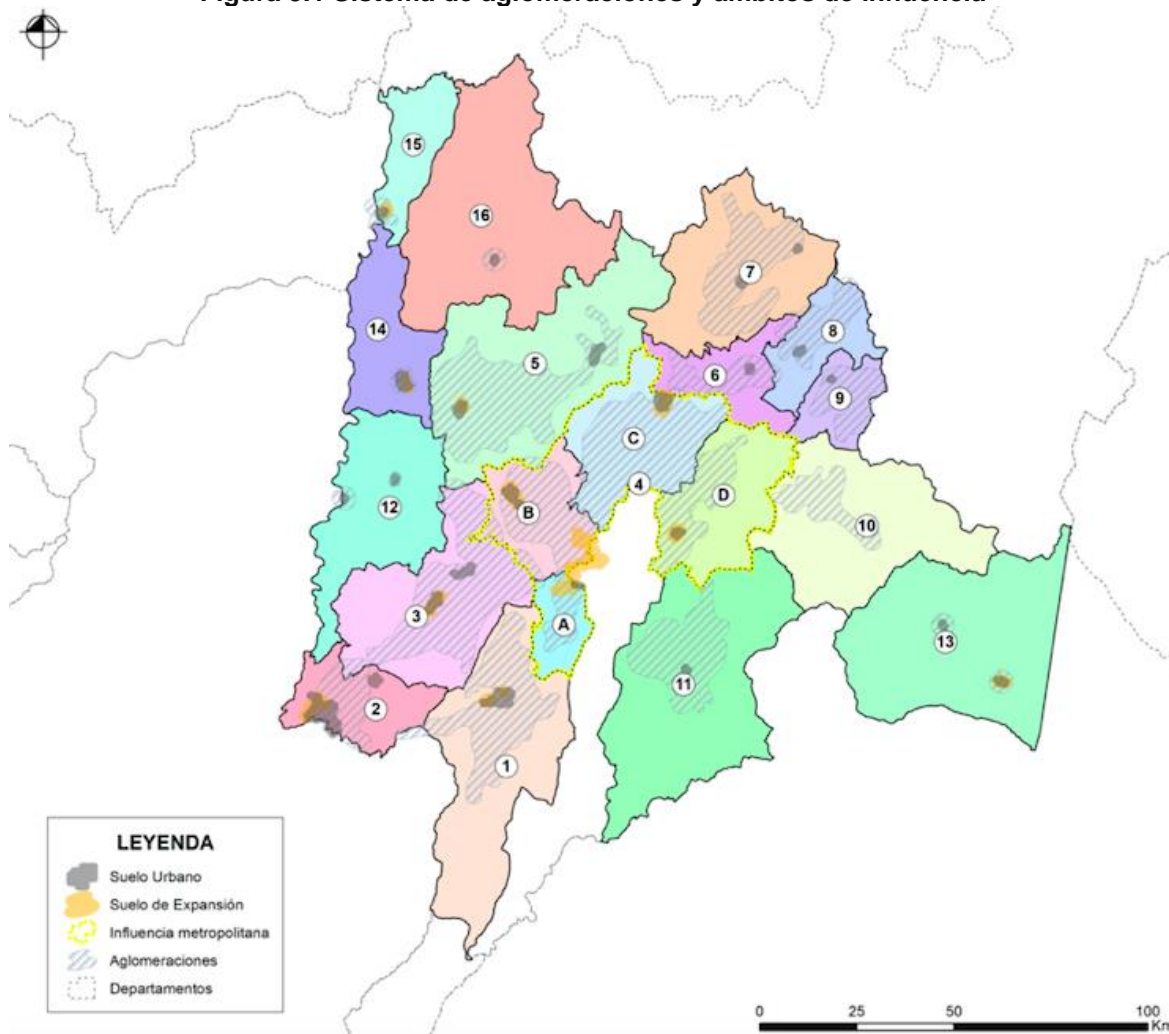 Figura 3.1 Sistema de aglomeraciones y ámbitos de influencia
15
16
7
14
8
5
6
9
C
4
D
12
B
10
3
A
13
11
2
1
LEYENDA
Suelo Urbano
Suelo de Expansión
Influencia metropolitana
Aglomeraciones
Departamentos
0 25 50 100
Km